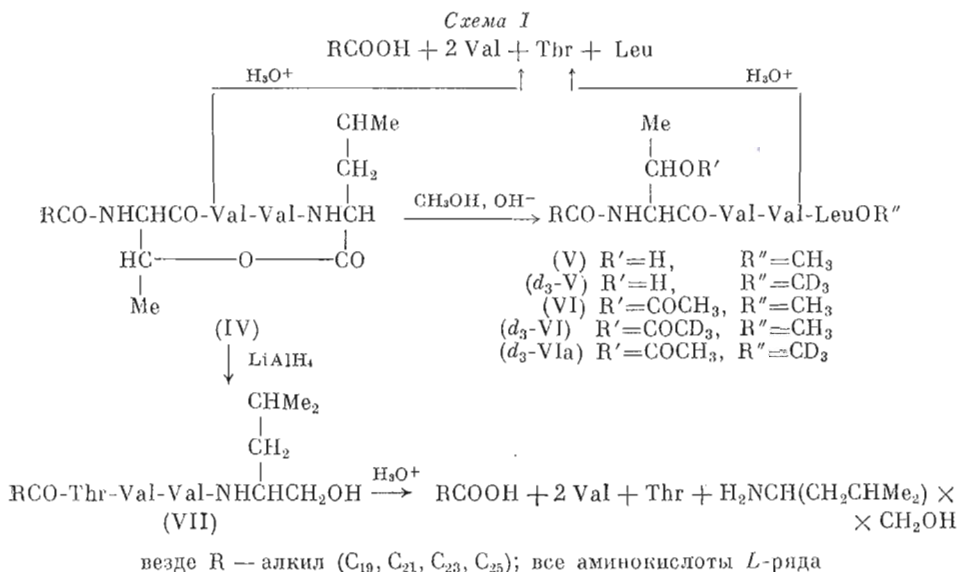 Схема I
RCOOH + 2 Val + Thr + Leu
H₃O⁺ H₃O⁺
CHMe Me
CH₂ CHOR′
RCO-NHCHCO-Val-Val-NHCH CH₃OH, OH⁻ RCO-NHCHCO-Val-Val-LeuOR″
HC—O—CO
Me
(V) R′=H, R″=CH₃
(d₃-V) R′=H, R″=CD₃
(VI) R′=COCH₃, R″=CH₃
(d₃-VI) R′=COCD₃, R″=CH₃
(d₃-VIa) R′=COCH₃, R″=CD₃
(IV)
LiAlH₄
CHMe₂
CH₂
RCO-Thr-Val-Val-NHCHCH₂OH H₃O⁺ → RCOOH + 2 Val + Thr + H₂NCH(CH₂CHMe₂) ×
(VII) × CH₂OH
везде R — алкил (C₁₉, C₂₁, C₂₃, C₂₅); все аминокислоты L-ряда